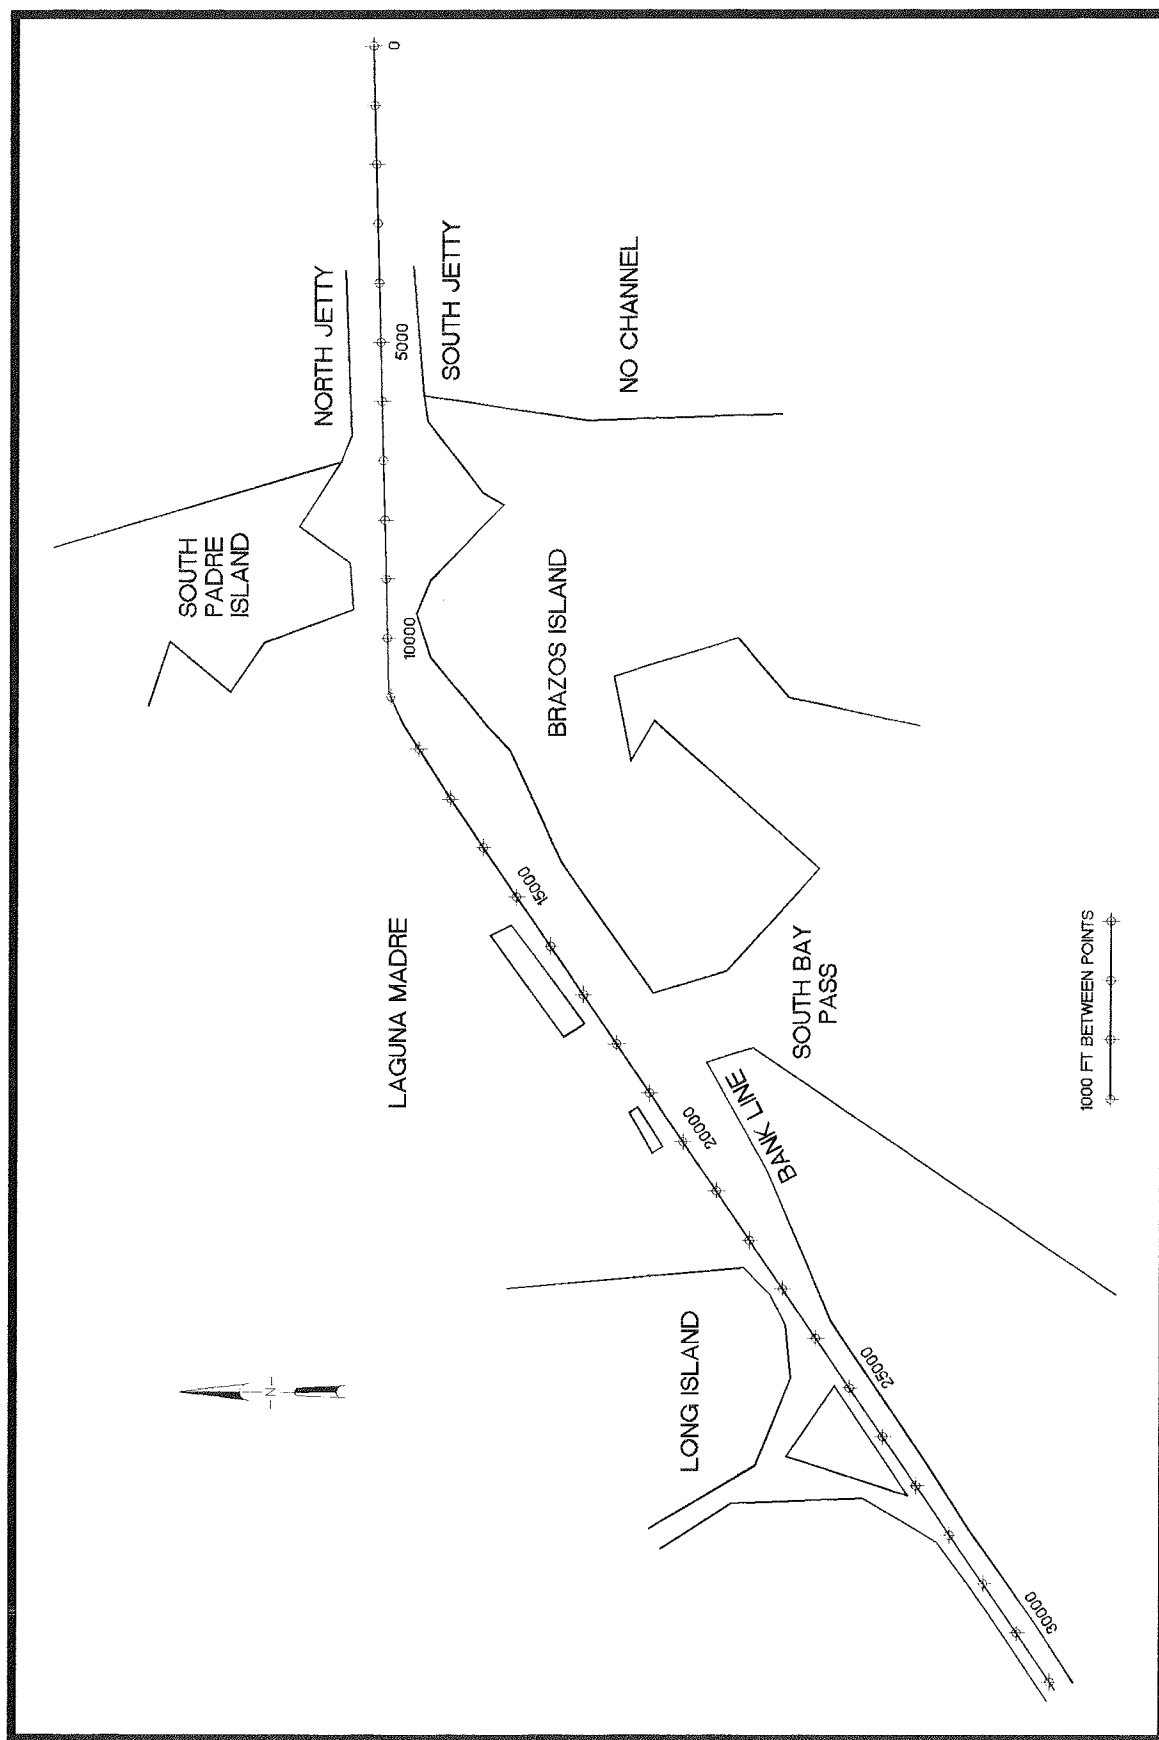 0
NORTH JETTY
5000
SOUTH JETTY
NO CHANNEL
SOUTH
PADRE
ISLAND
10000
BRAZOS ISLAND
15000
LAGUNA MADRE
SOUTH BAY
PASS
BANK LINE
20000
LONG ISLAND
25000
30000
-N-
1000 FT BETWEEN POINTS